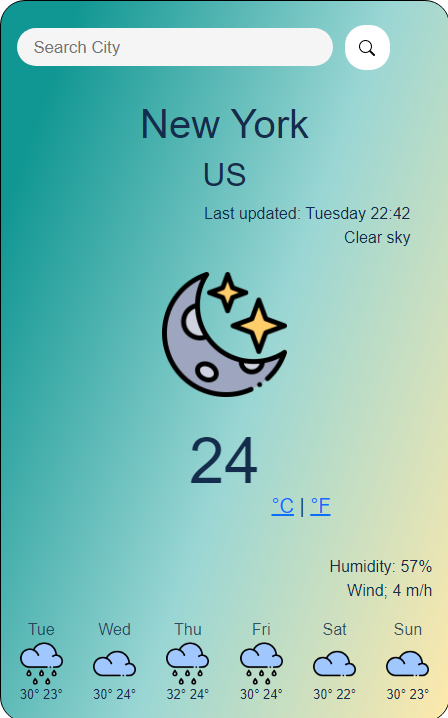 Search City
New York
US
Last updated: Tuesday 22:42
Clear sky
24
°C | °F
Humidity: 57%
Wind; 4 m/h
Tue Wed Thu Fri Sat Sun
30° 23° 30° 24° 32° 24° 30° 24° 30° 22° 30° 23°